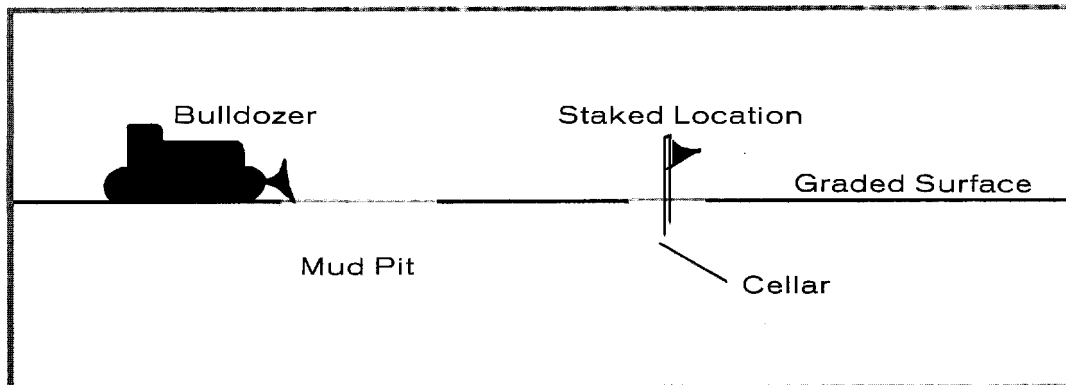 Bulldozer
Staked Location
Graded Surface
Mud Pit
Cellar